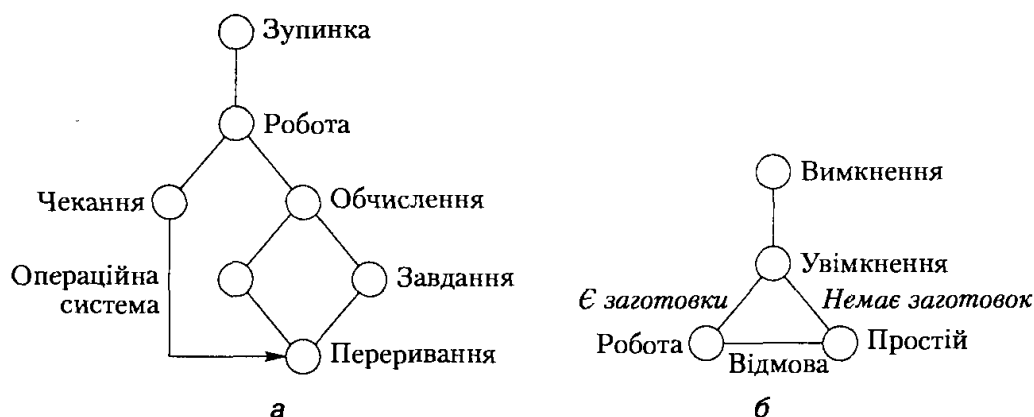 Зупинка
Робота
Чекання
Обчислення
Операційна
система
Завдання
Переривання
а
Вимкнення
Увімкнення
Є заготовки
Немає заготовок
Робота
Відмова
Простій
б